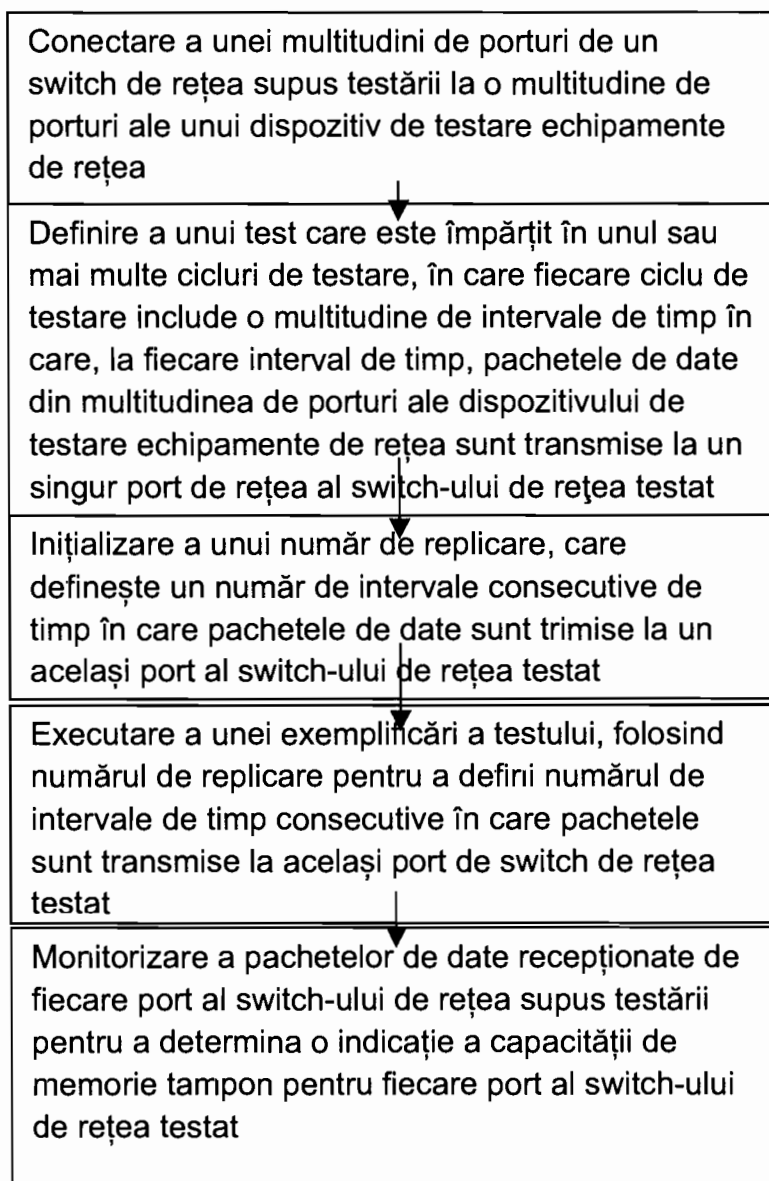 Conectare a unei multitudini de porturi de un
switch de rețea supus testării la o multitudine de
porturi ale unui dispozitiv de testare echipamente
de rețea
Definire a unui test care este împărțit în unul sau
mai multe cicluri de testare, în care fiecare ciclu de
testare include o multitudine de intervale de timp în
care, la fiecare interval de timp, pachetele de date
din multitudinea de porturi ale dispozitivului de
testare echipamente de rețea sunt transmise la un
singur port de rețea al switch-ului de reţea testat
Inițializare a unui număr de replicare, care
definește un număr de intervale consecutive de
timp în care pachetele de date sunt trimise la un
același port al switch-ului de rețea testat
Executare a unei exemplificări a testului, folosind
numărul de replicare pentru a definii numărul de
intervale de timp consecutive în care pachetele
sunt transmise la același port de switch de rețea
testat
Monitorizare a pachetelor de date recepționate de
fiecare port al switch-ului de rețea supus testării
pentru a determina o indicație a capacității de
memorie tampon pentru fiecare port al switch-ului
de rețea testat